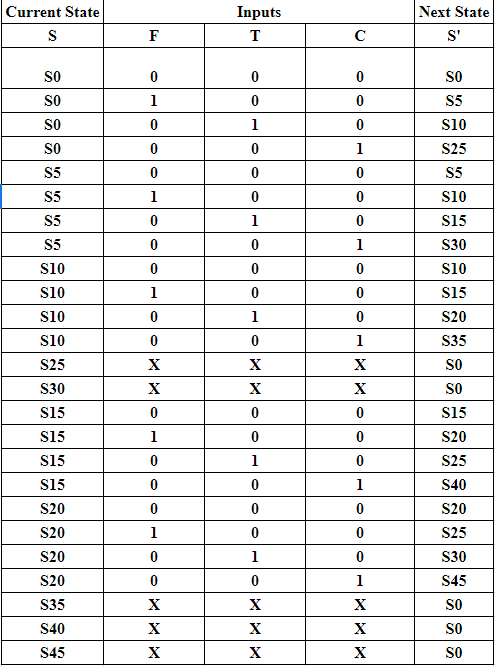 Current State Inputs Next State
S F T C S'
S0 0 0 0 S0
S0 1 0 0 S5
S0 0 1 0 S10
S0 0 0 1 S25
S5 0 0 0 S5
S5 1 0 0 S10
S5 0 1 0 S15
S5 0 0 1 S30
S10 0 0 0 S10
S10 1 0 0 S15
S10 0 1 0 S20
S10 0 0 1 S35
S25 X X X S0
S30 X X X S0
S15 0 0 0 S15
S15 1 0 0 S20
S15 0 1 0 S25
S15 0 0 1 S40
S20 0 0 0 S20
S20 1 0 0 S25
S20 0 1 0 S30
S20 0 0 1 S45
S35 X X X S0
S40 X X X S0
S45 X X X S0